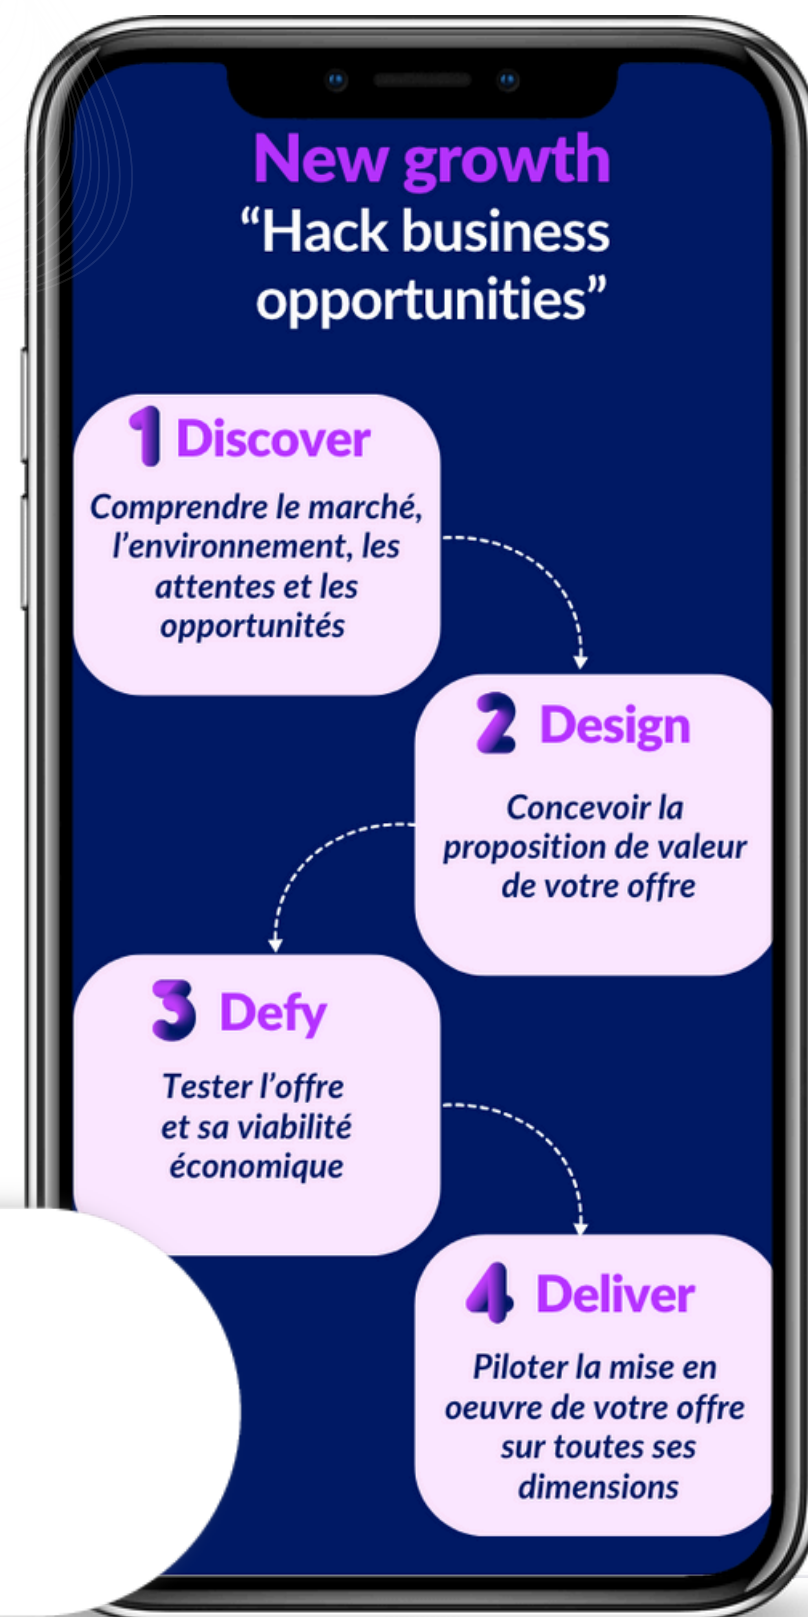 New growth
“Hack business
opportunities”
1 Discover
Comprendre le marché,
l’environnement, les
attentes et les
opportunités
2 Design
Concevoir la
proposition de valeur
de votre offre
3 Defy
Tester l’offre
et sa viabilité
économique
4 Deliver
Piloter la mise en
oeuvre de votre offre
sur toutes ses
dimensions